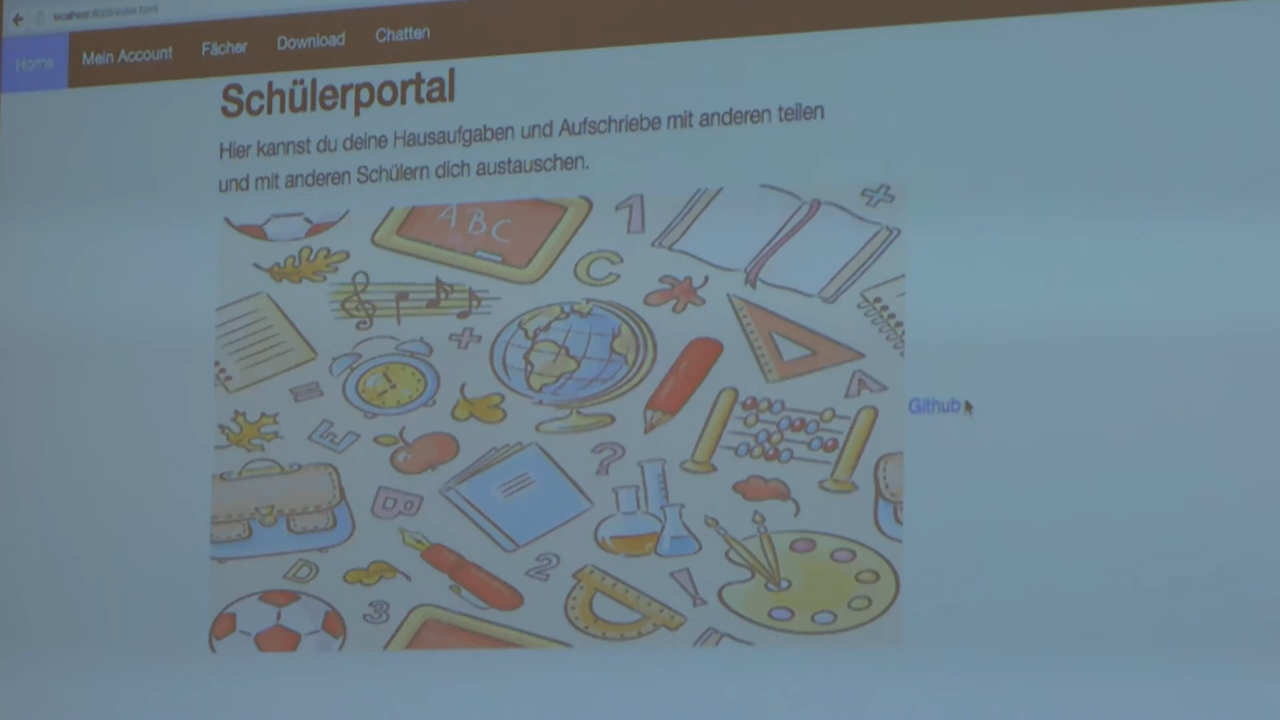 Home Mein Account Fächer Download Chatten
Schülerportal
Hier kannst du deine Hausaufgaben und Aufschriebe mit anderen teilen
und mit anderen Schülern dich austauschen.
ABC
1
C
A
Github
E
?
B
D
2
!
3